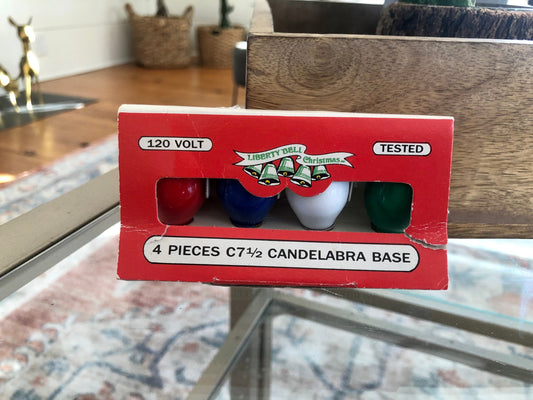 120 VOLT
LIBERTY BELL Christmas
TESTED
4 PIECES C7½ CANDELABRA BASE